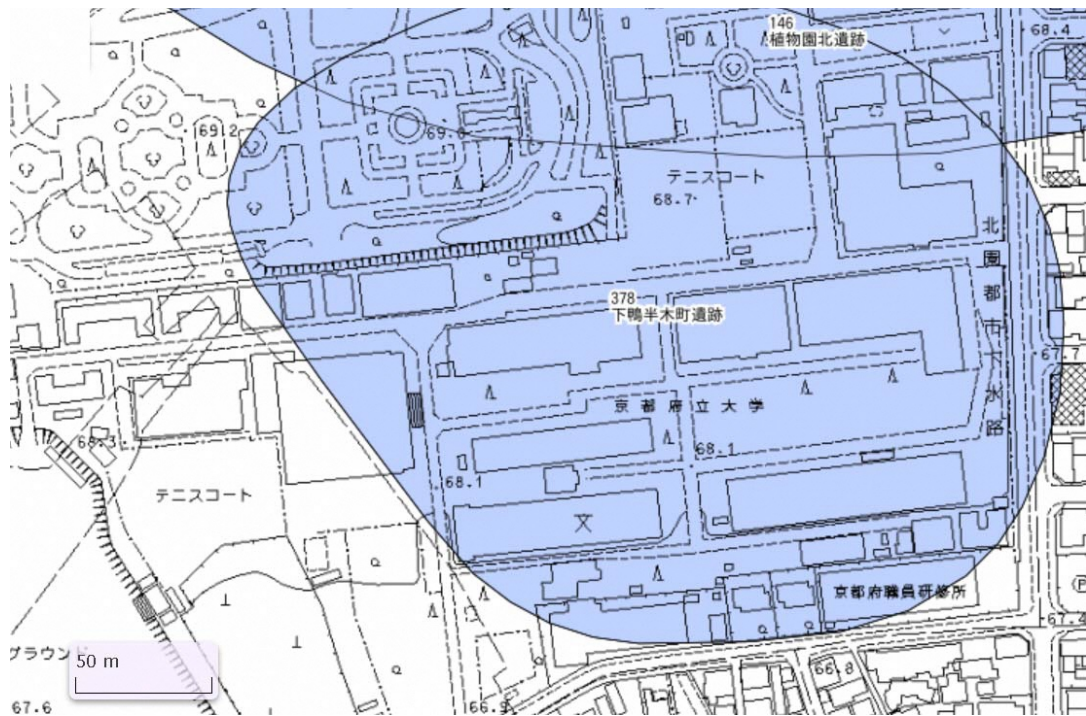 146
植物園北遺跡
68.4
69.2
69.8
テニスコート
68.7
北園都市下水路
378
下鴨半木町遺跡
67.7
京都府立大学
68.3
68.1
68.1
テニスコート
文
京都府職員研修所
P
67.4
グラウンド
50 m
66.8
67.6
66.9